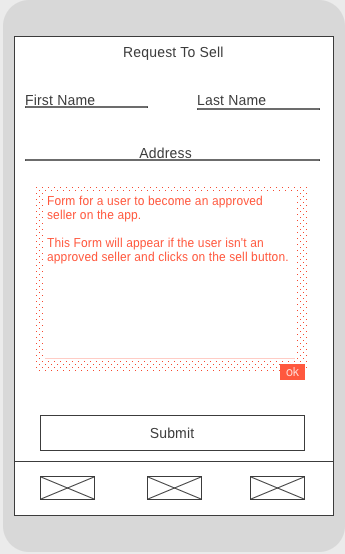 Request To Sell
First Name Last Name
Address
Form for a user to become an approved
seller on the app.
This Form will appear if the user isn't an
approved seller and clicks on the sell button.
ok
Submit